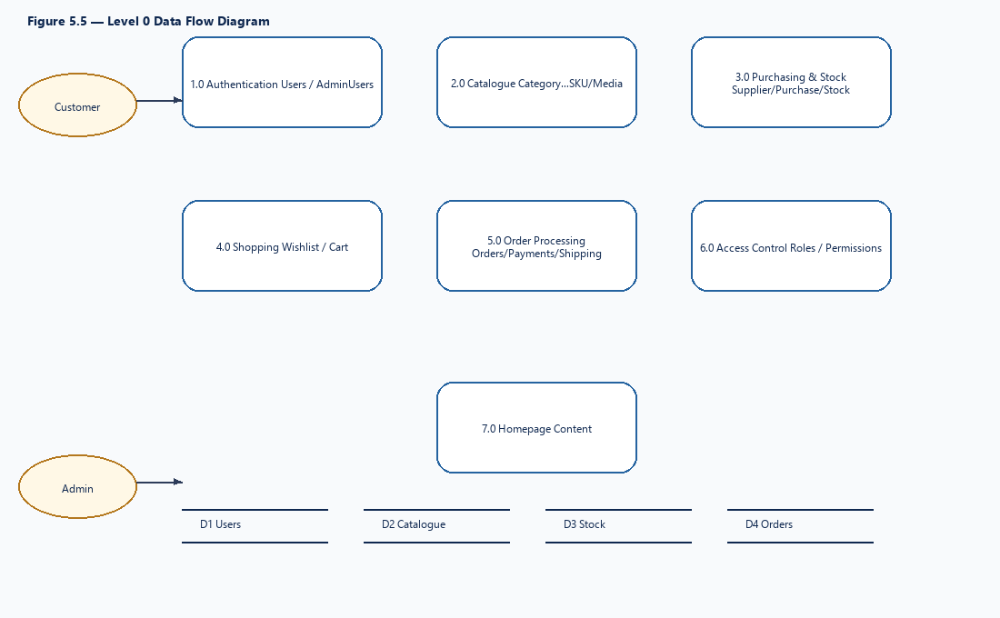 Figure 5.5 — Level 0 Data Flow Diagram
Customer
1.0 Authentication Users / AdminUsers
2.0 Catalogue Category...SKU/Media
3.0 Purchasing & Stock
Supplier/Purchase/Stock
4.0 Shopping Wishlist / Cart
5.0 Order Processing
Orders/Payments/Shipping
6.0 Access Control Roles / Permissions
7.0 Homepage Content
Admin
D1 Users
D2 Catalogue
D3 Stock
D4 Orders